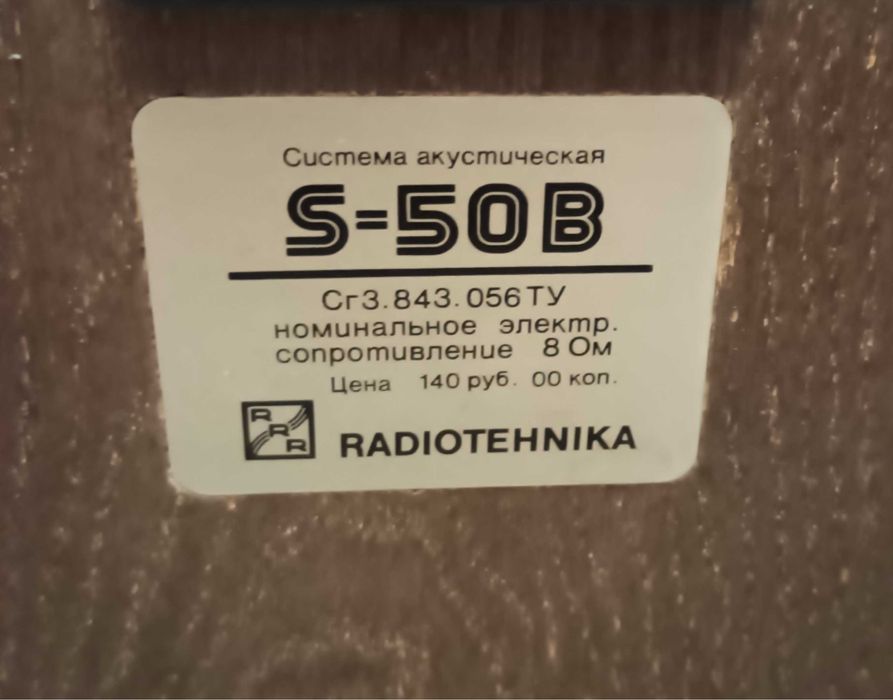 Система акустическая
S-50B
Сг3.843.056ТУ
номинальное электр.
сопротивление 8 Ом
Цена 140 руб. 00 коп.
RRR RADIOTEHNIKA